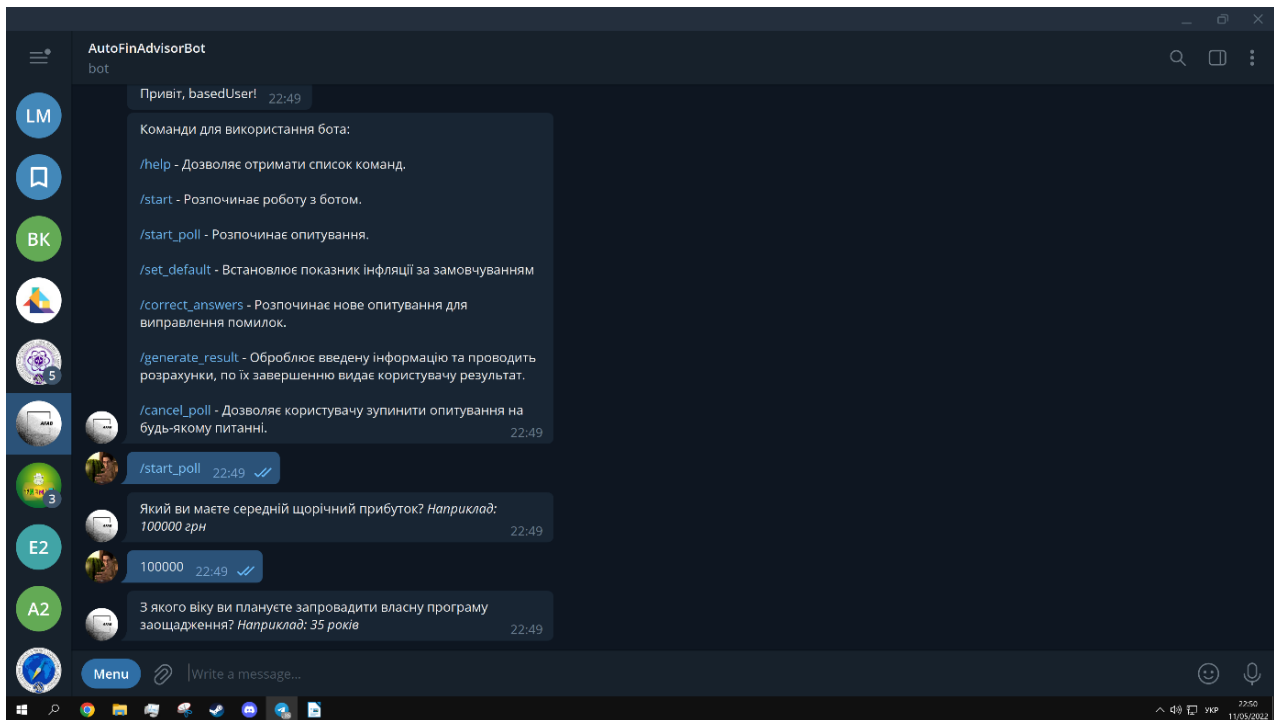 AutoFinAdvisorBot
bot
LM
BK
5
3
E2
A2
Привіт, basedUser! 22:49
Команди для використання бота:
/help - Дозволяє отримати список команд.
/start - Розпочинає роботу з ботом.
/start_poll - Розпочинає опитування.
/set_default - Встановлює показник інфляції за замовчуванням
/correct_answers - Розпочинає нове опитування для
виправлення помилок.
/generate_result - Оброблює введену інформацію та проводить
розрахунки, по їх завершенню видає користувачу результат.
/cancel_poll - Дозволяє користувачу зупинити опитування на
будь-якому питанні. 22:49
/start_poll 22:49
Який ви маєте середній щорічний прибуток? Наприклад:
100000 грн 22:49
100000 22:49
З якого віку ви плануєте запровадити власну програму
заощадження? Наприклад: 35 років 22:49
Menu
Write a message...
УКР
22:50
11/05/2022